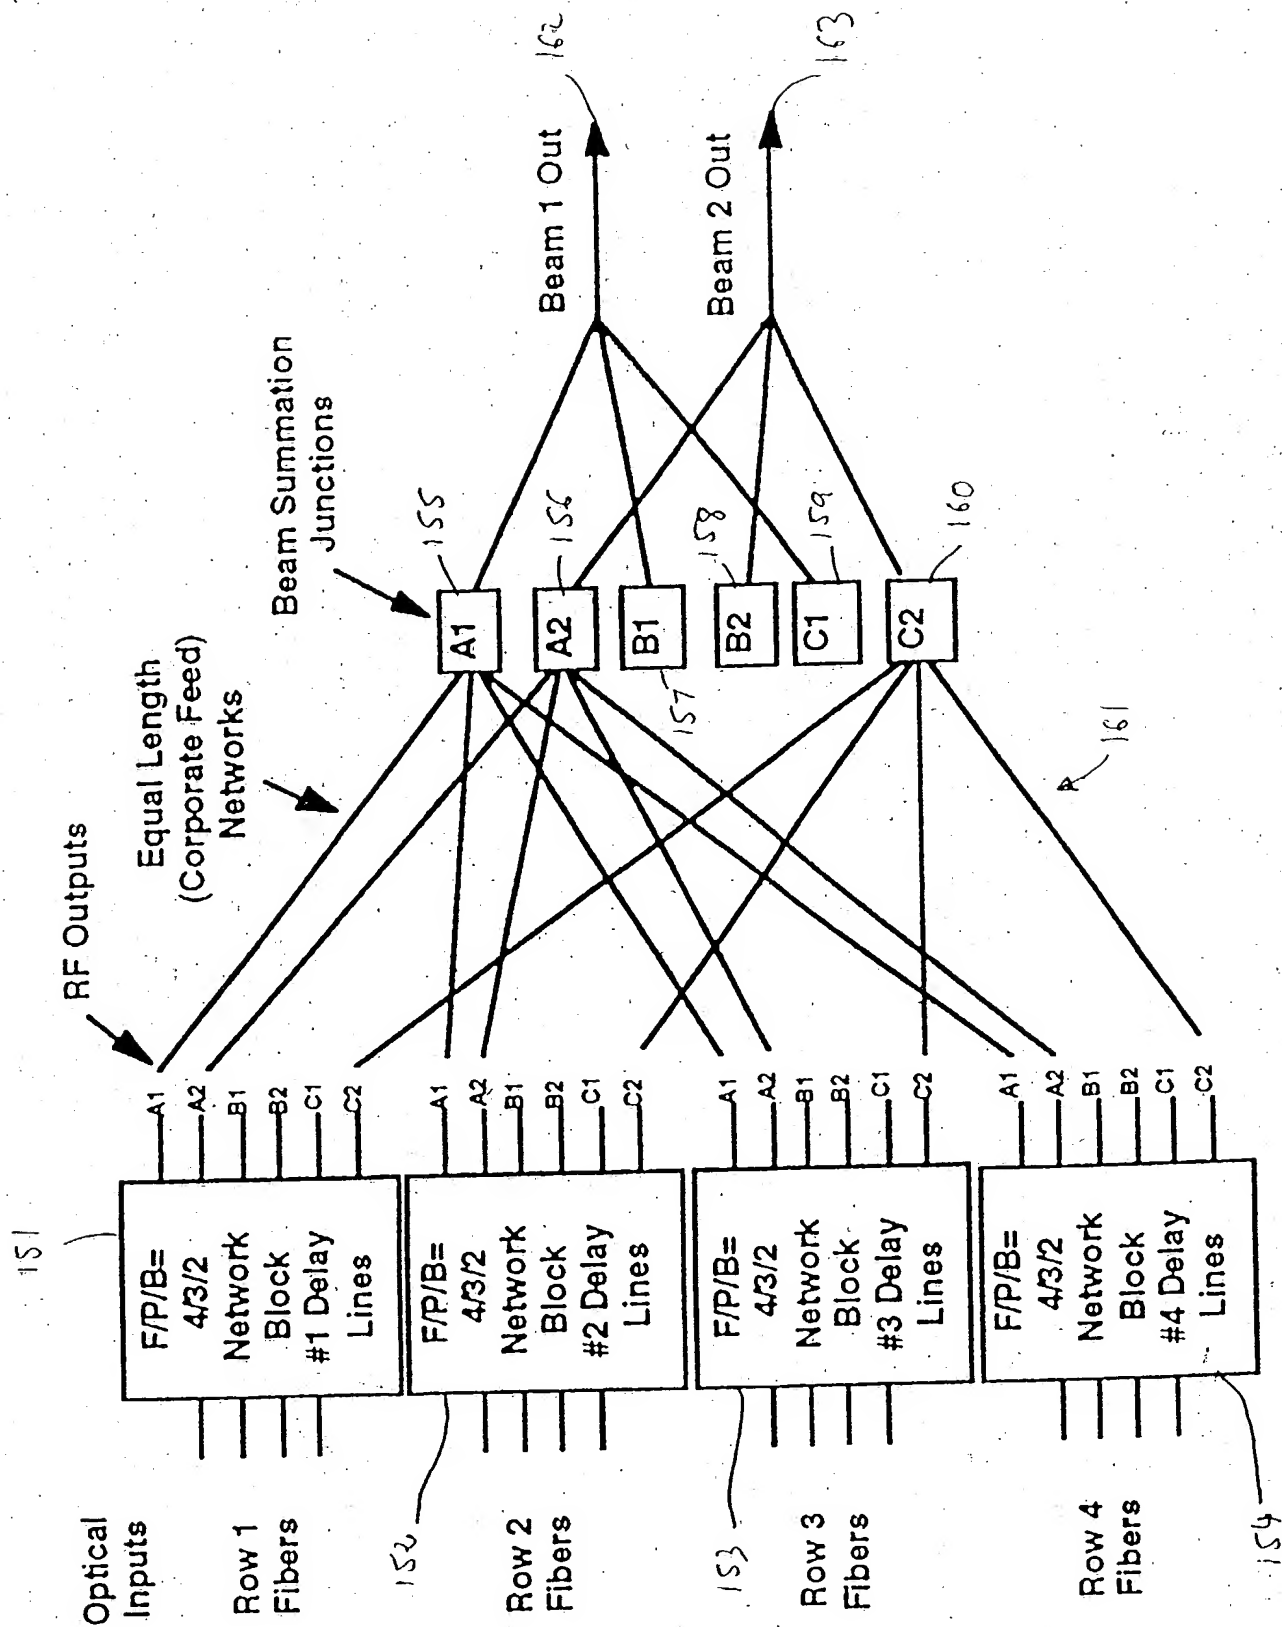 Optical
Inputs
Row 1
Fibers
Row 2
Fibers
Row 3
Fibers
Row 4
Fibers
151
152
153
154
F/P/B=
4/3/2
Network
Block
#1 Delay
Lines
F/P/B=
4/3/2
Network
Block
#2 Delay
Lines
F/P/B=
4/3/2
Network
Block
#3 Delay
Lines
F/P/B=
4/3/2
Network
Block
#4 Delay
Lines
RF Outputs
A1
A2
B1
B2
C1
C2
A1
A2
B1
B2
C1
C2
A1
A2
B1
B2
C1
C2
A1
A2
B1
B2
C1
C2
Equal Length
(Corporate Feed)
Networks
161
Beam Summation
Junctions
A1
155
A2
156
B1
157
B2
158
C1
159
C2
160
Beam 1 Out
162
Beam 2 Out
163